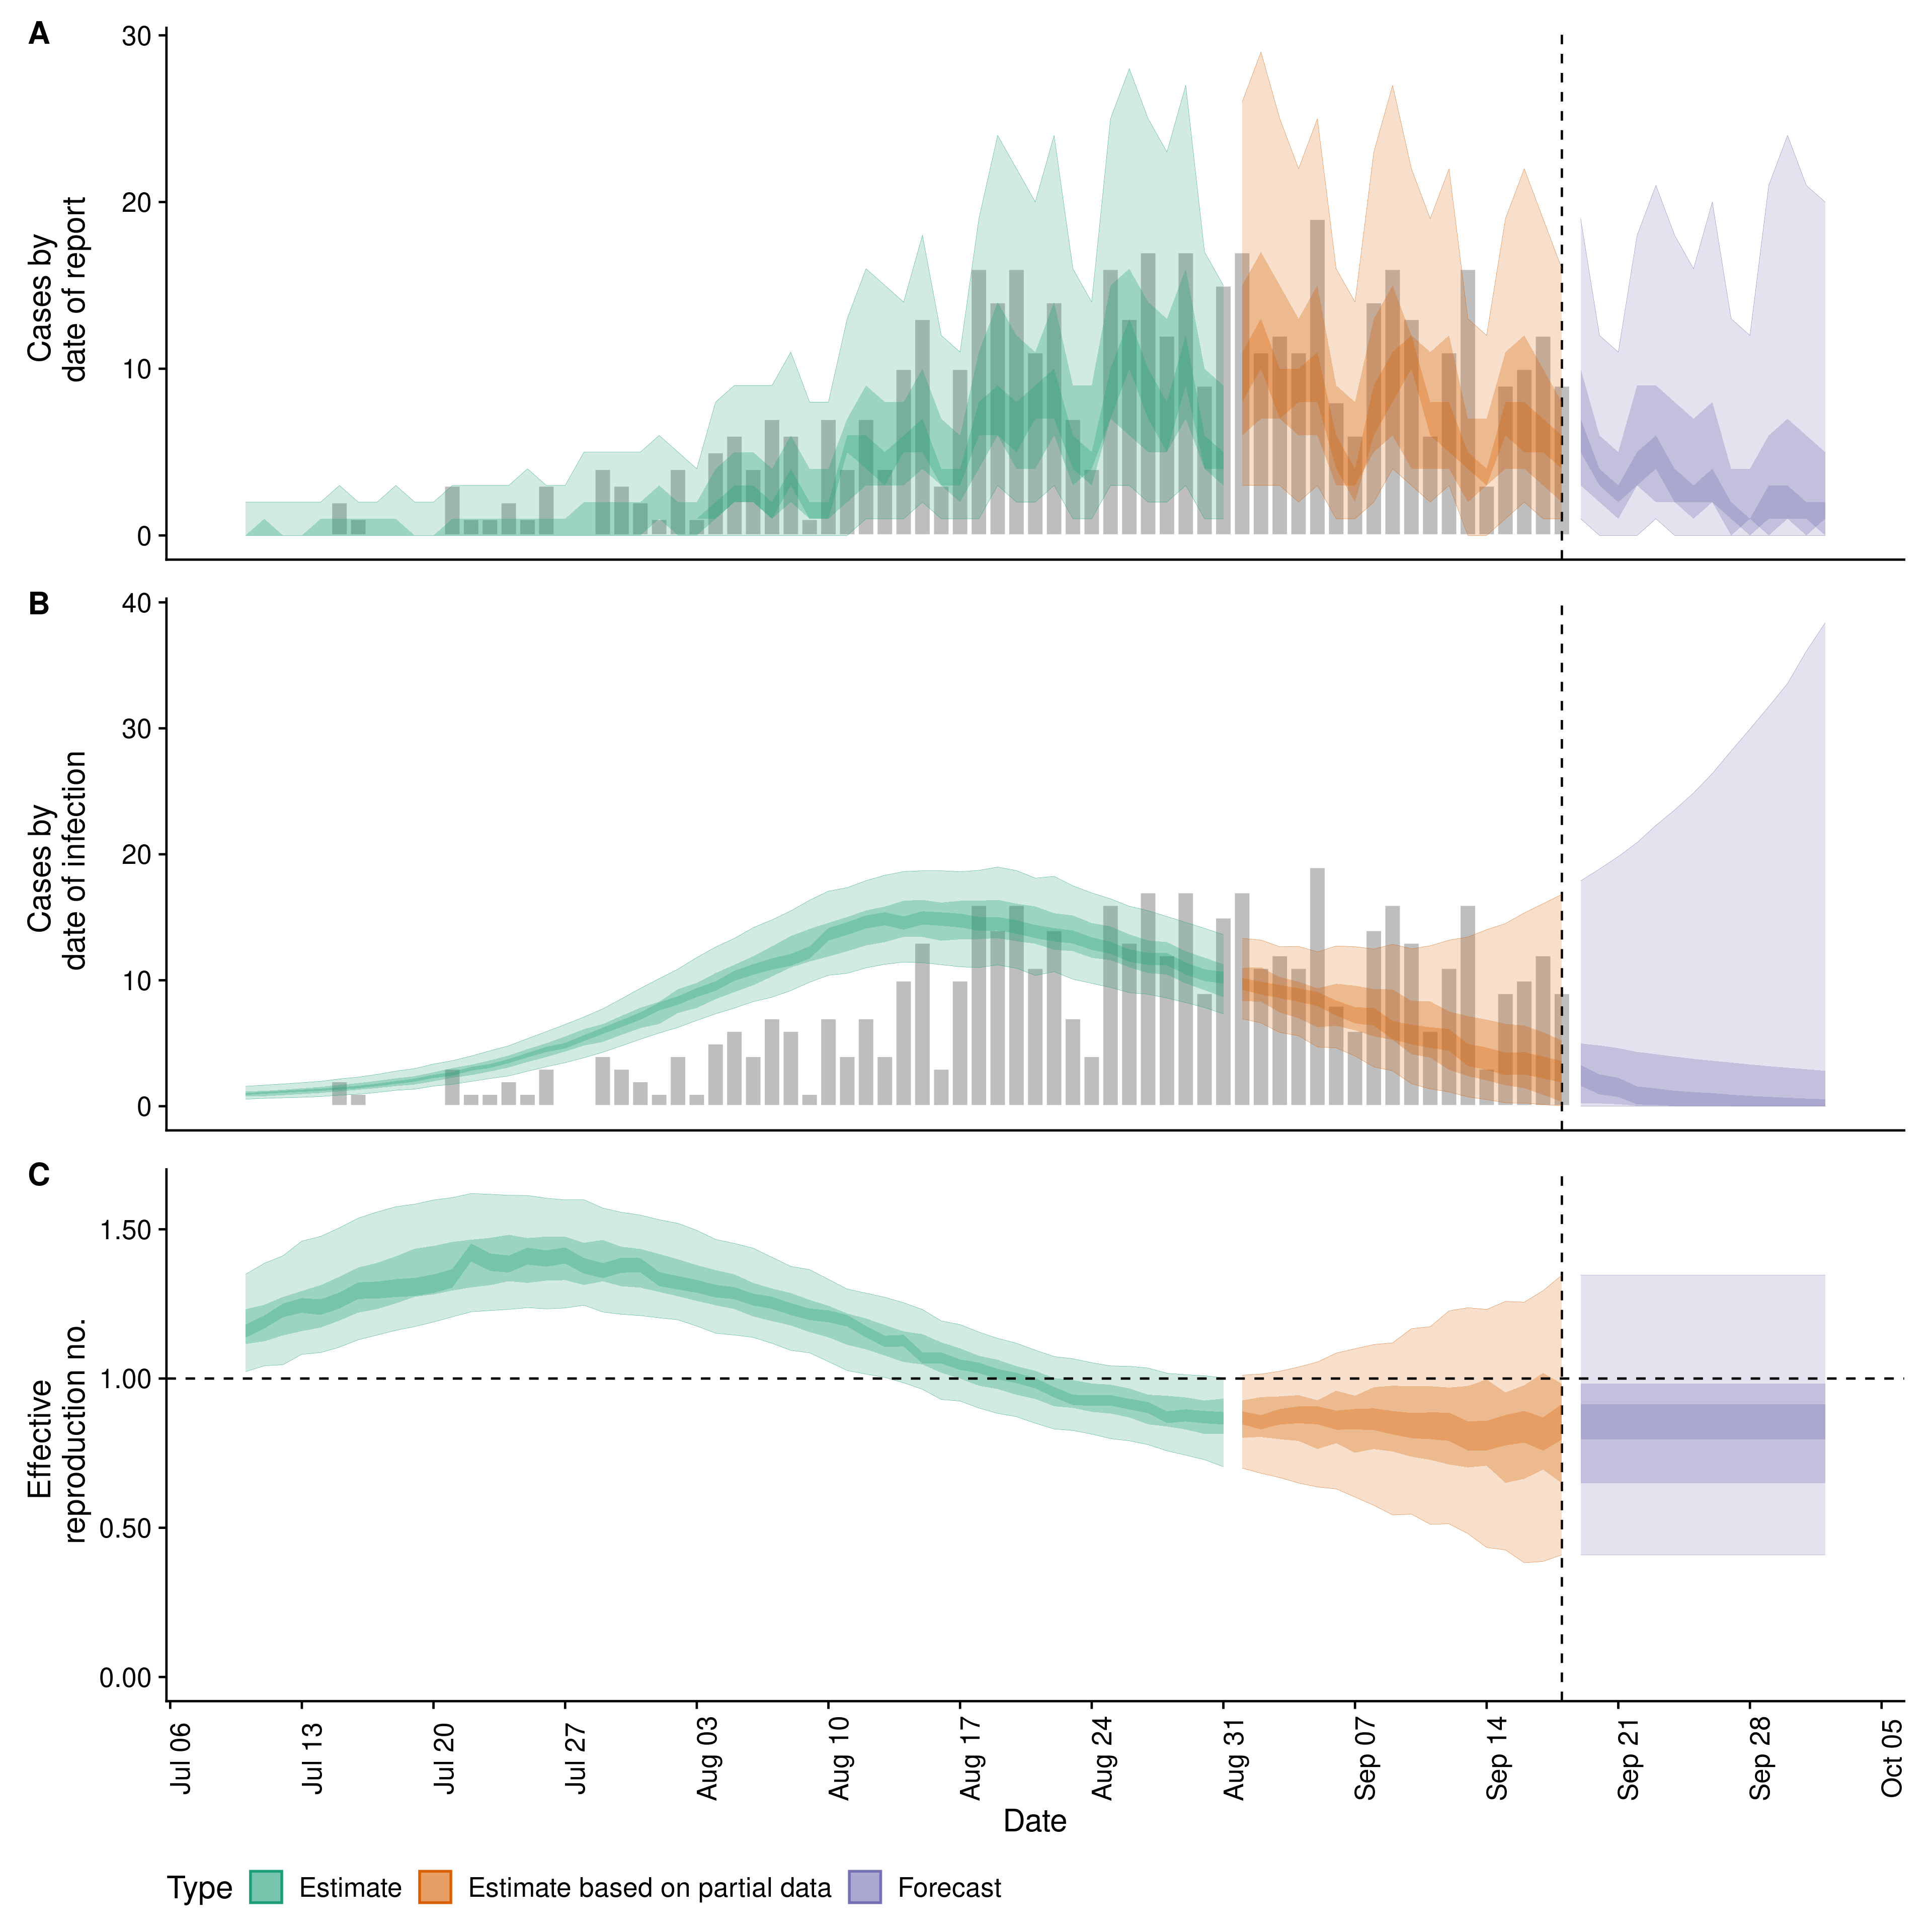 A
30
20
10
0
Cases by
date of report
B
40
30
20
10
0
Cases by
date of infection
C
1.50
1.00
0.50
0.00
Effective
reproduction no.
Jul 06
Jul 13
Jul 20
Jul 27
Aug 03
Aug 10
Aug 17
Aug 24
Aug 31
Sep 07
Sep 14
Sep 21
Sep 28
Oct 05
Date
Type Estimate Estimate based on partial data Forecast